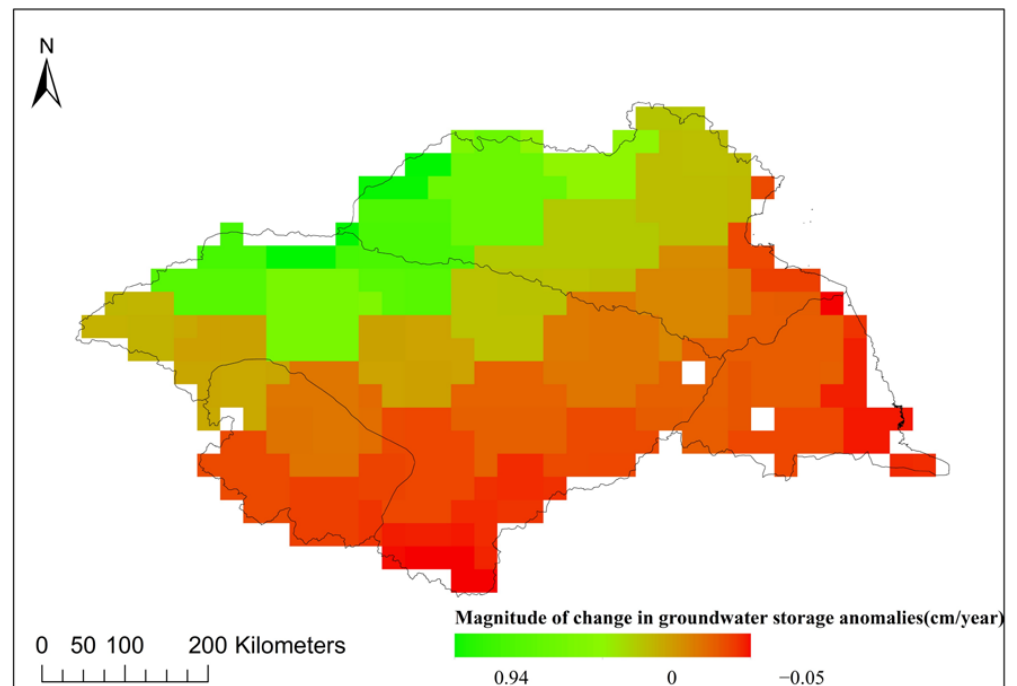 N
0 50 100 200 Kilometers
Magnitude of change in groundwater storage anomalies(cm/year)
0.94 0 −0.05